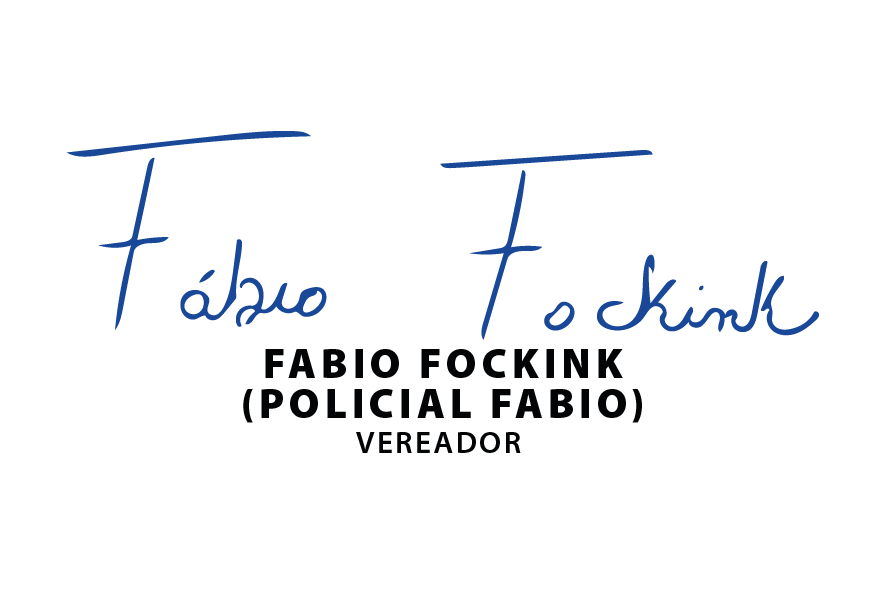 Fábio Fockink
FABIO FOCKINK
(POLICIAL FABIO)
VEREADOR